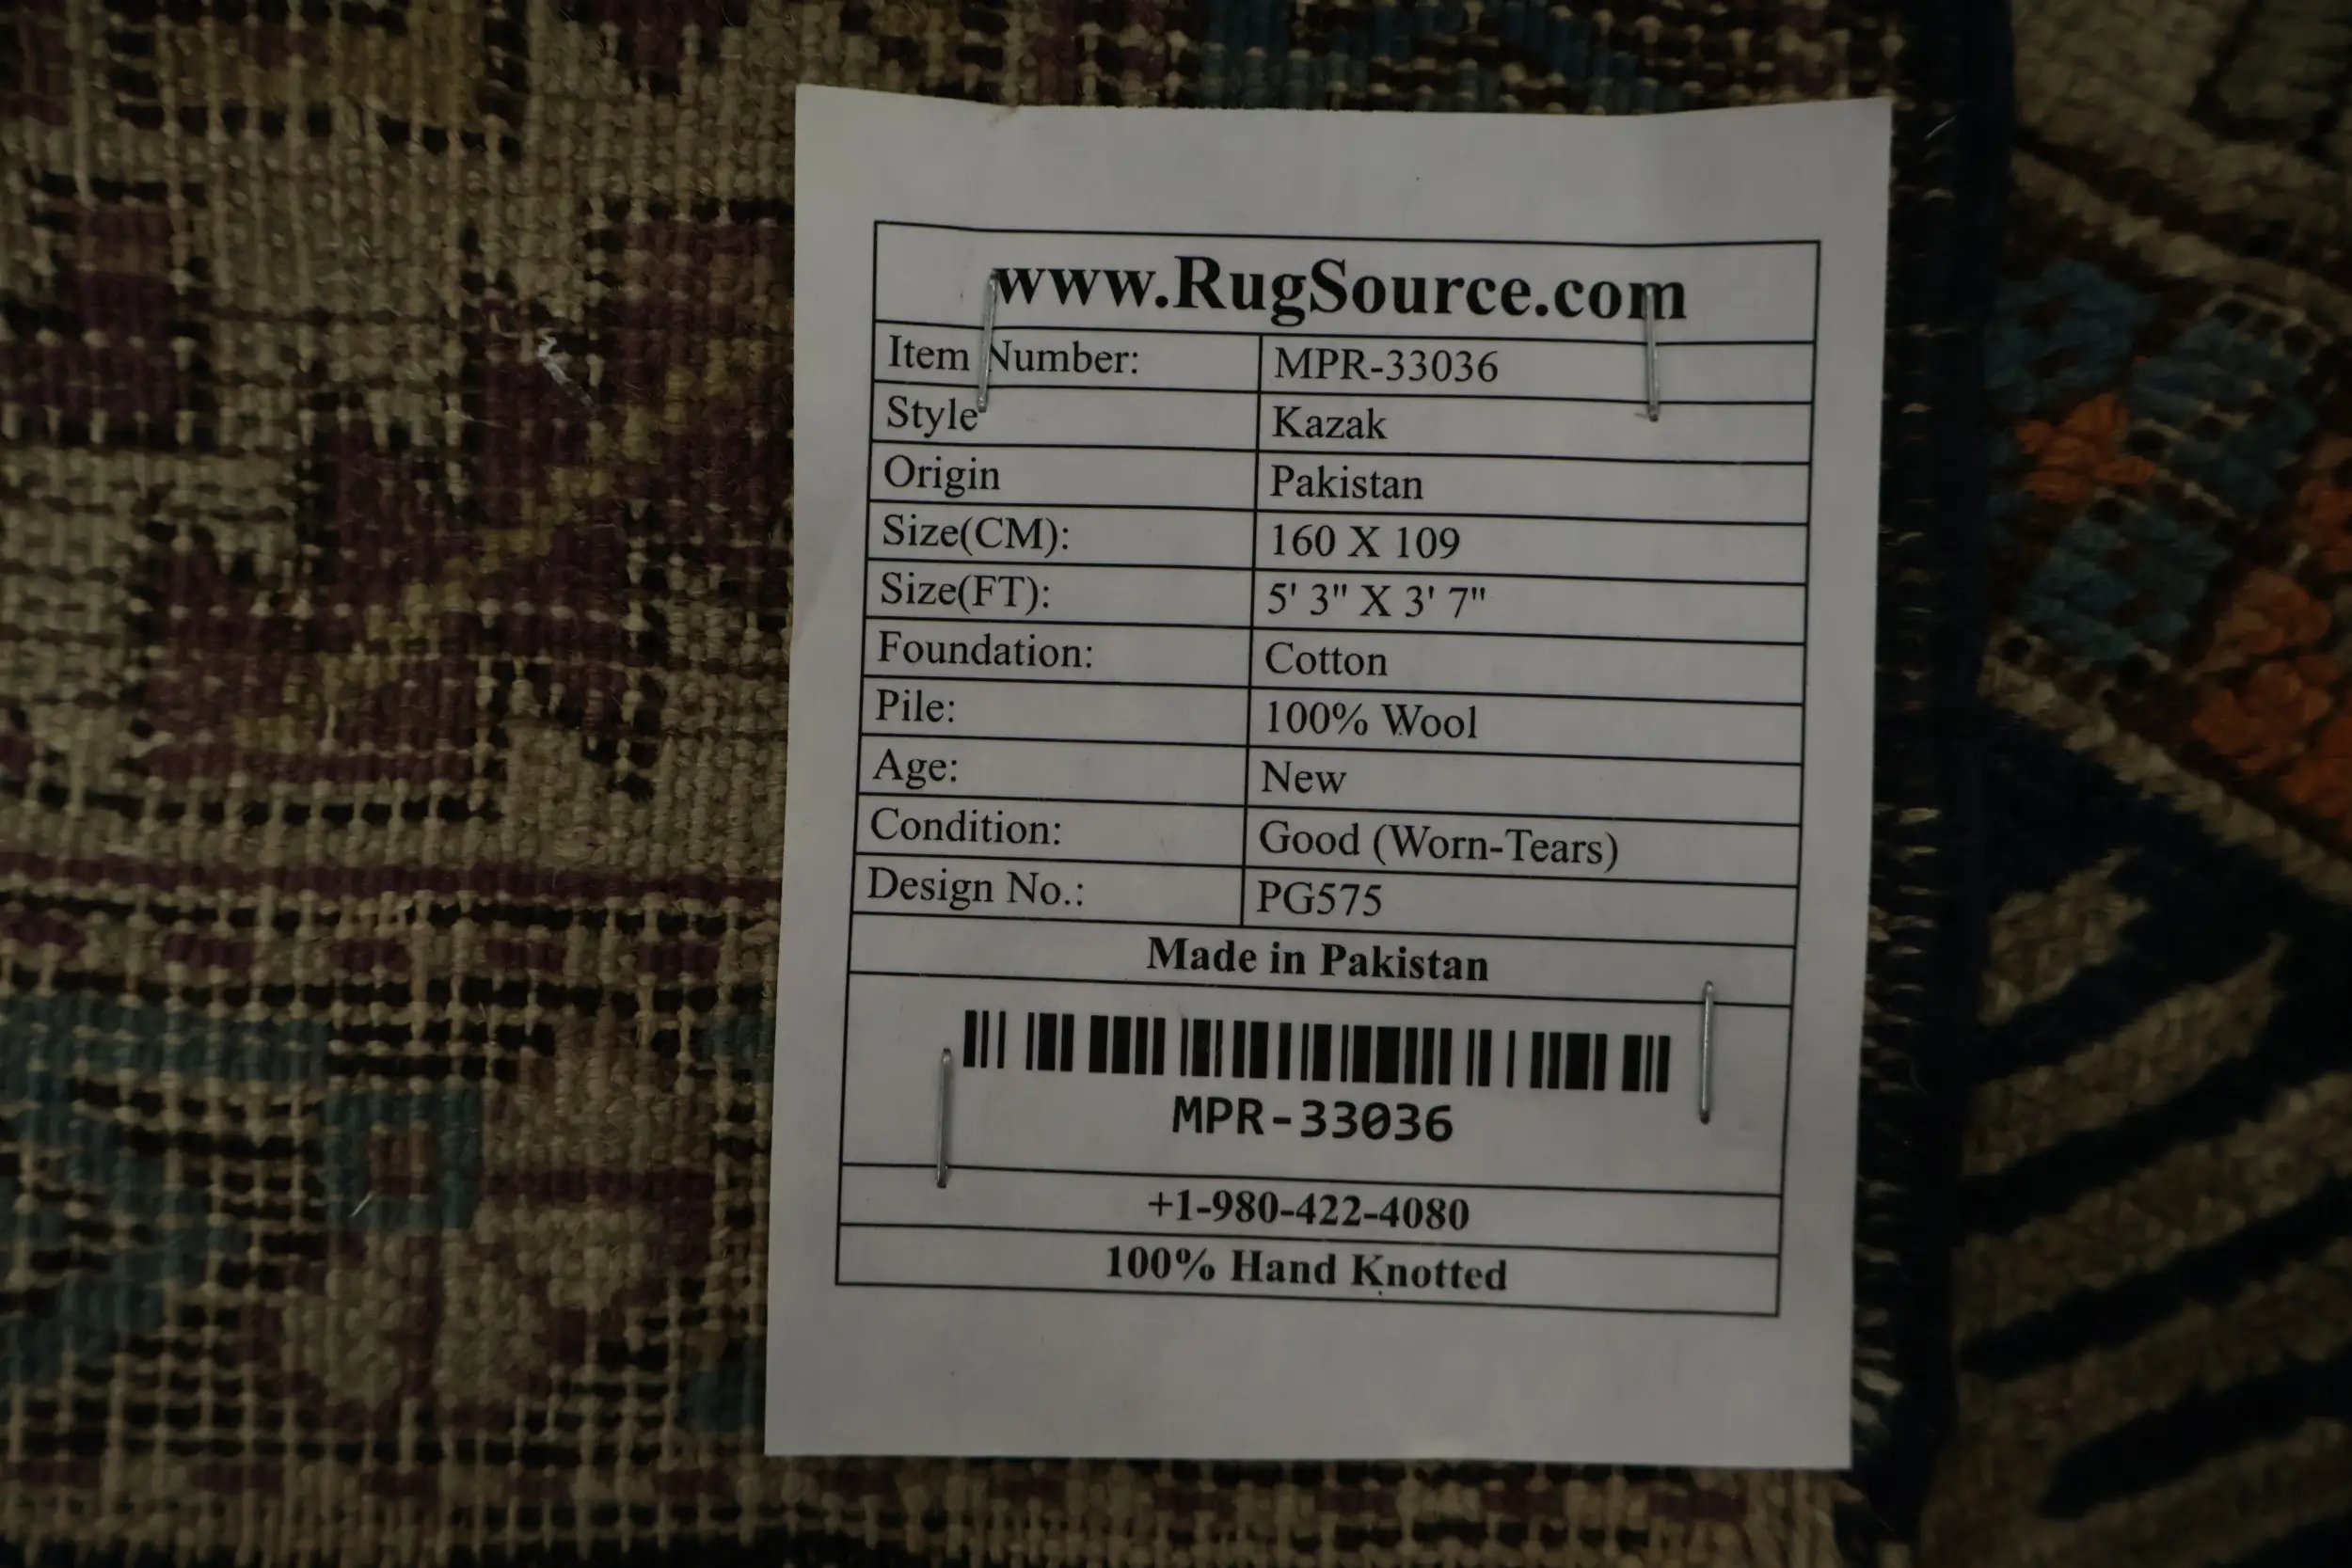 www.RugSource.com
Item Number: MPR-33036
Style Kazak
Origin Pakistan
Size(CM): 160 X 109
Size(FT): 5' 3" X 3' 7"
Foundation: Cotton
Pile: 100% Wool
Age: New
Condition: Good (Worn-Tears)
Design No.: PG575
Made in Pakistan
MPR-33036
+1-980-422-4080
100% Hand Knotted